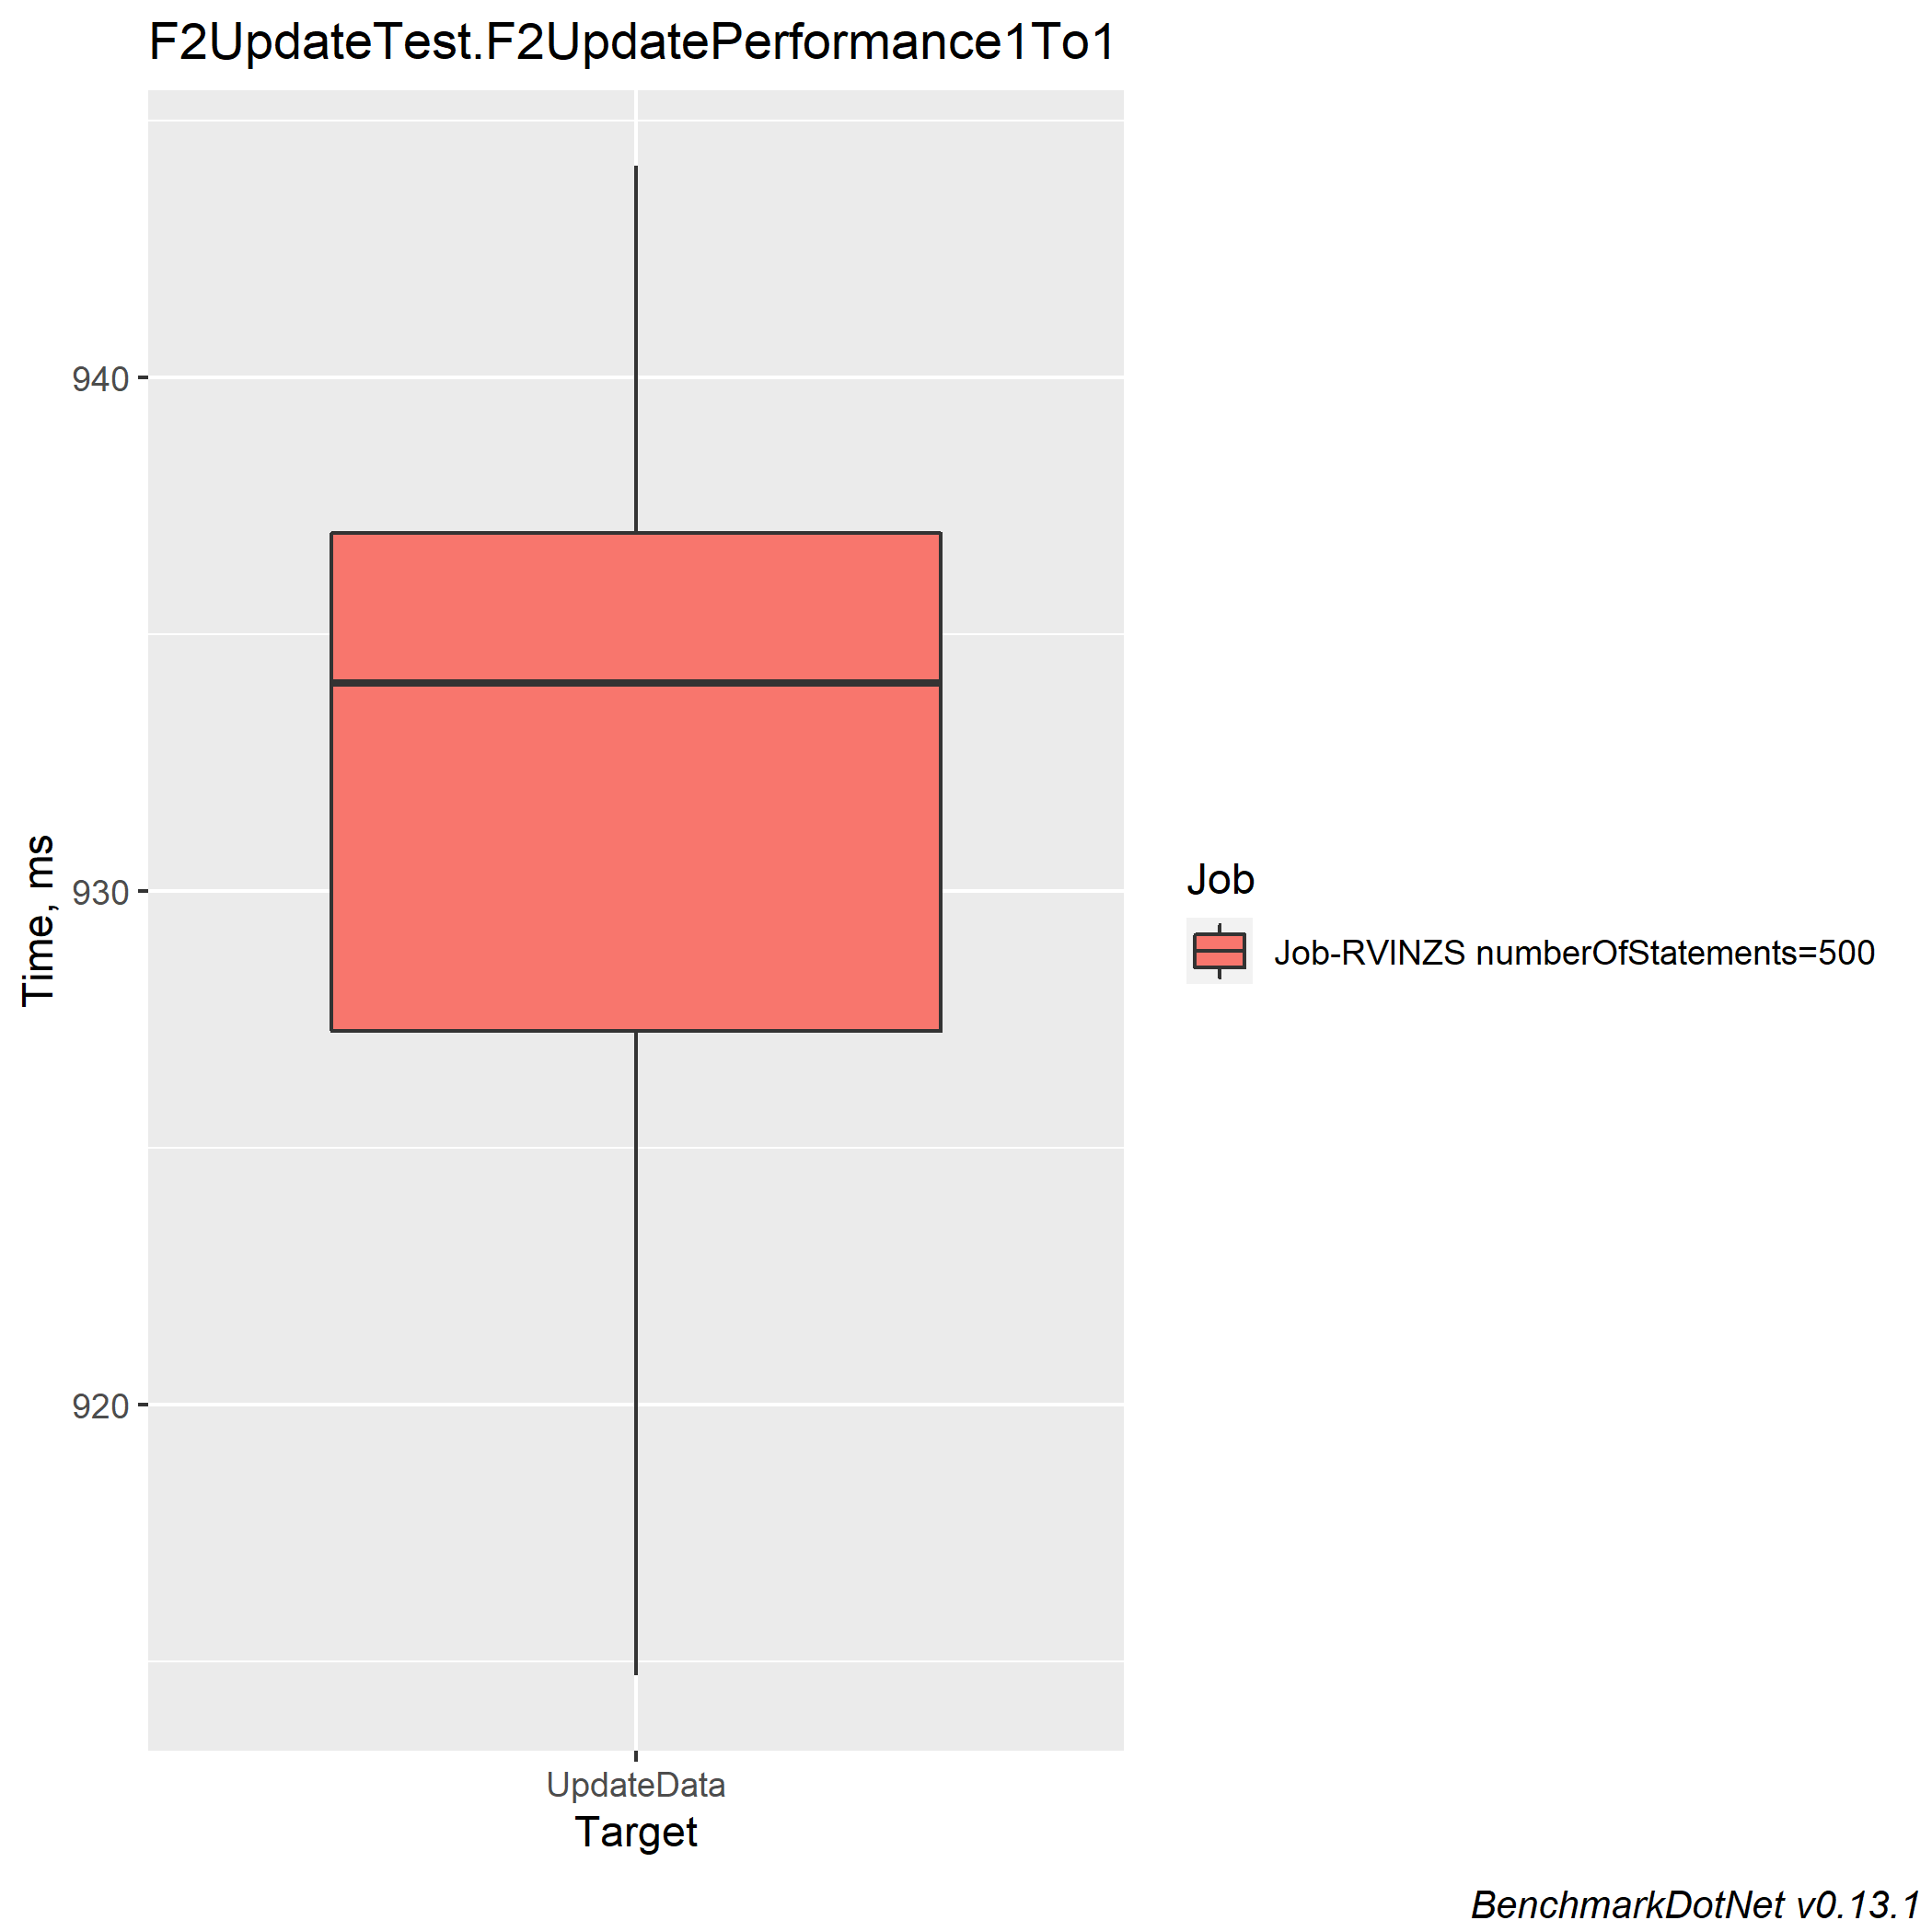 F2UpdateTest.F2UpdatePerformance1To1
Time, ms
940
930
920
UpdateData
Target
Job
Job-RVINZS numberOfStatements=500
BenchmarkDotNet v0.13.1